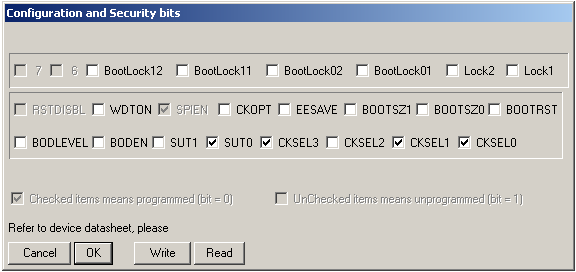 Configuration and Security bits
7 6 BootLock12 BootLock11 BootLock02 BootLock01 Lock2 Lock1
RSTDISBL WDTON SPIEN CKOPT EESAVE BOOTSZ1 BOOTSZ0 BOOTRST
BODLEVEL BODEN SUT1 SUT0 CKSEL3 CKSEL2 CKSEL1 CKSEL0
Checked items means programmed (bit = 0) UnChecked items means unprogrammed (bit = 1)
Refer to device datasheet, please
Cancel OK Write Read